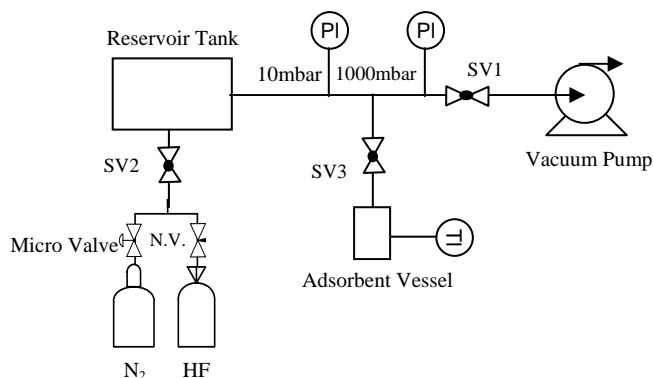 PI
PI
Reservoir Tank
SV1
10mbar
1000mbar
SV2
SV3
Vacuum Pump
Micro Valve
N.V.
TI
Adsorbent Vessel
N2
HF